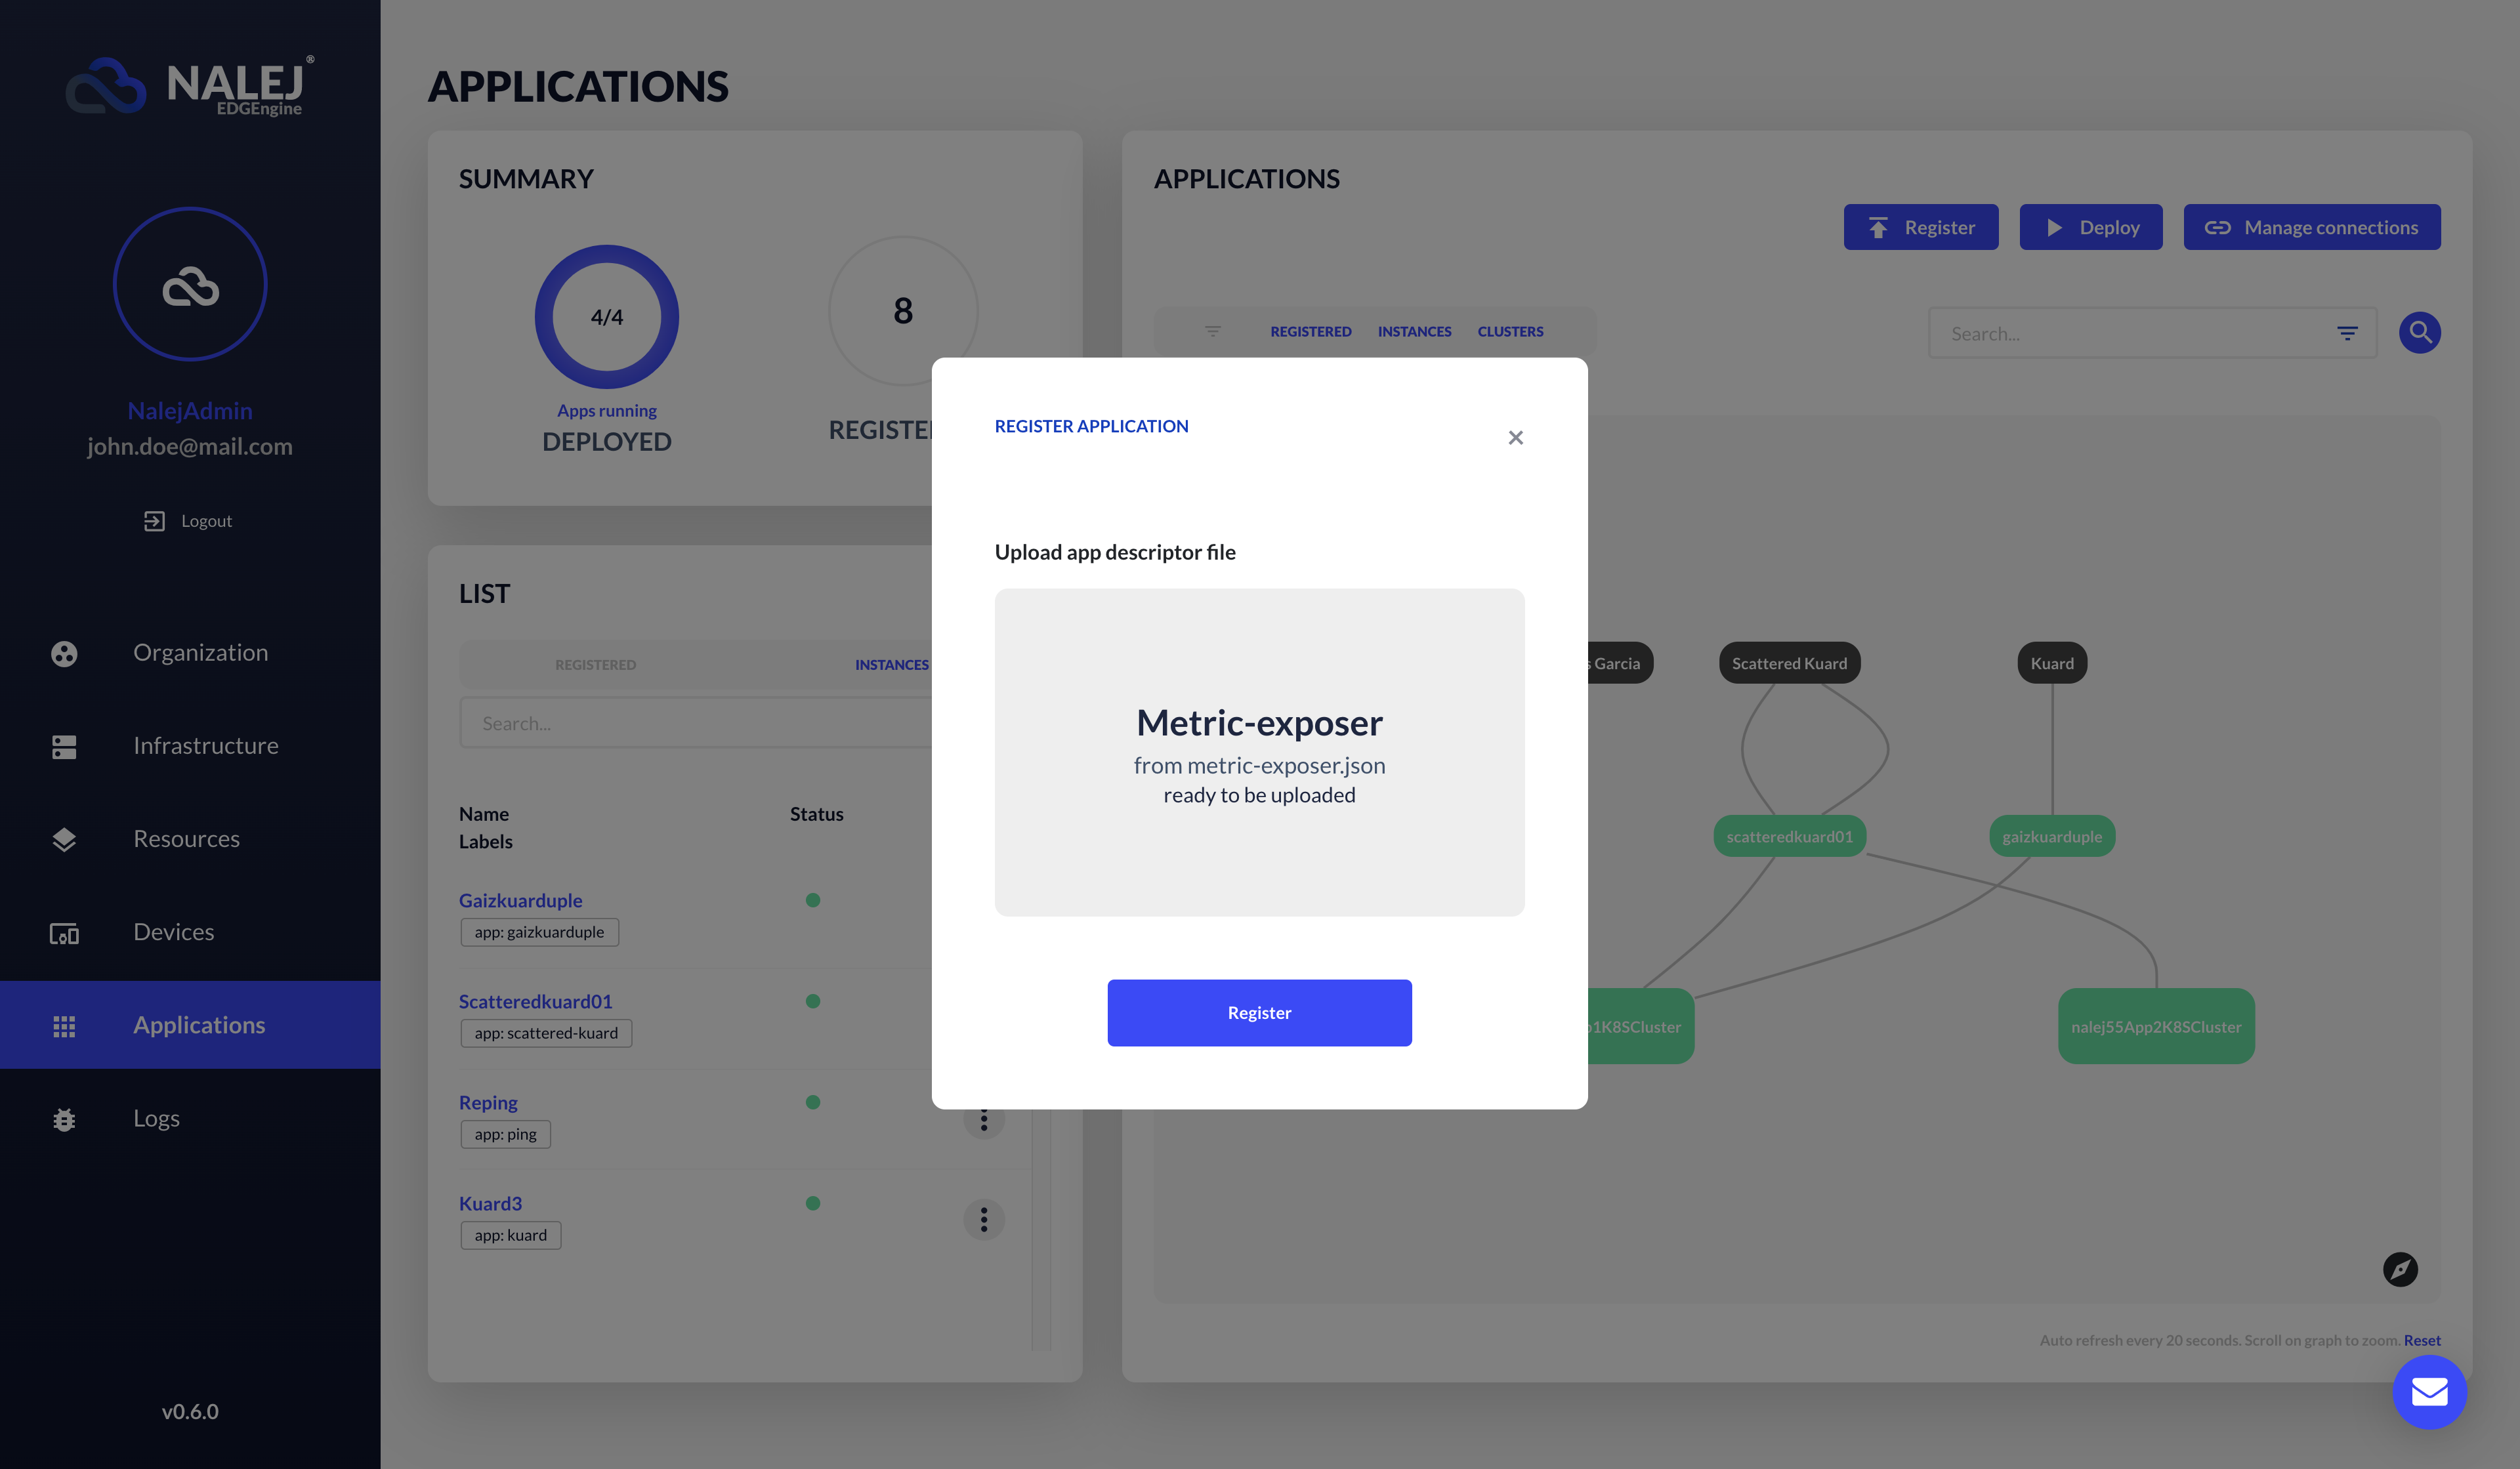 NALEJ®
EDGEngine
NalejAdmin
john.doe@mail.com
Logout
Organization
Infrastructure
Resources
Devices
Applications
Logs
v0.6.0
APPLICATIONS
SUMMARY
4/4
Apps running
DEPLOYED
8
REGISTE
LIST
REGISTERED INSTANCES
Search...
Name Status
Labels
Gaizkuarduple
app: gaizkuarduple
Scatteredkuard01
app: scattered-kuard
Reping
app: ping
Kuard3
app: kuard
APPLICATIONS
Register Deploy Manage connections
REGISTERED INSTANCES CLUSTERS
Search...
s Garcia Scattered Kuard Kuard
scatteredkuard01 gaizkuarduple
1K8SCluster nalej55App2K8SCluster
Auto refresh every 20 seconds. Scroll on graph to zoom. Reset
REGISTER APPLICATION
×
Upload app descriptor file
Metric-exposer
from metric-exposer.json
ready to be uploaded
Register